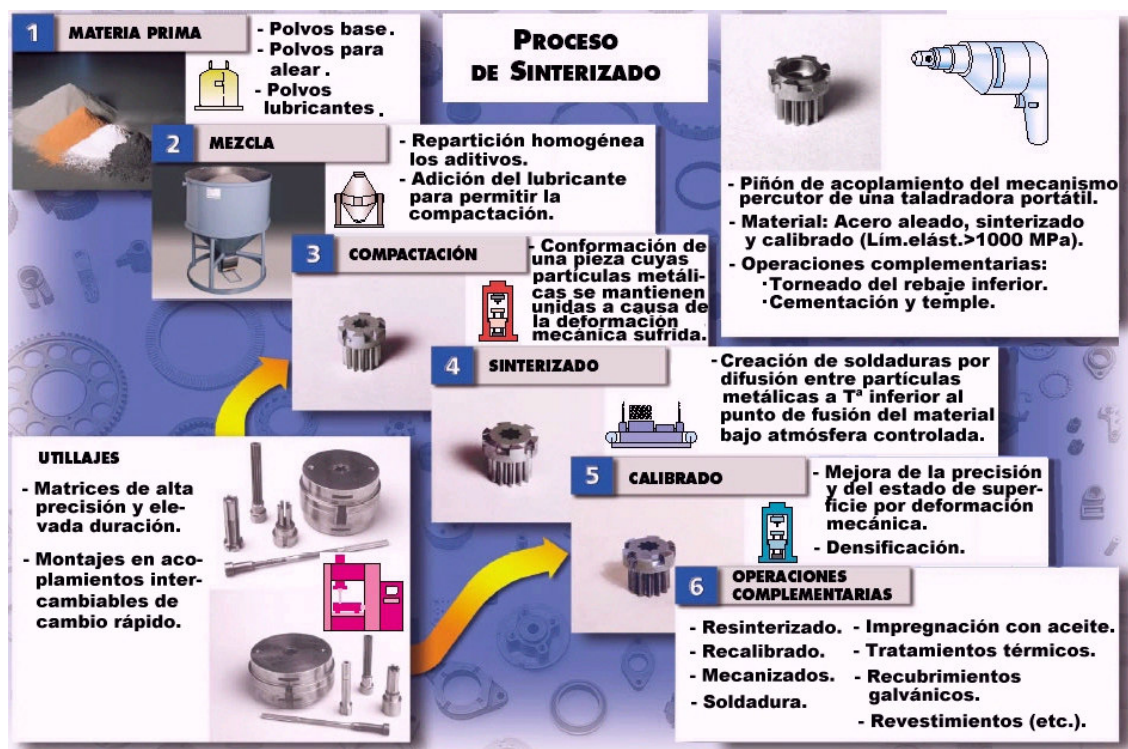 PROCESO
DE SINTERIZADO
1 MATERIA PRIMA
- Polvos base.
- Polvos para
alear.
- Polvos
lubricantes.
2 MEZCLA
- Repartición homogénea
los aditivos.
- Adición del lubricante
para permitir la
compactación.
3 COMPACTACIÓN
- Conformación de
una pieza cuyas
partículas metáli-
cas se mantienen
unidas a causa de
la deformación
mecánica sufrida.
4 SINTERIZADO
- Creación de soldaduras por
difusión entre partículas
metálicas a Tª inferior al
punto de fusión del material
bajo atmósfera controlada.
5 CALIBRADO
- Mejora de la precisión
y del estado de super-
ficie por deformación
mecánica.
- Densificación.
6 OPERACIONES
COMPLEMENTARIAS
- Resinterizado.
- Recalibrado.
- Mecanizados.
- Soldadura.
- Impregnación con aceite.
- Tratamientos térmicos.
- Recubrimientos
galvánicos.
- Revestimientos (etc.).
UTILLAJES
- Matrices de alta
precisión y ele-
vada duración.
- Montajes en aco-
plamientos inter-
cambiables de
cambio rápido.
- Piñón de acoplamiento del mecanismo
percutor de una taladradora portátil.
- Material: Acero aleado, sinterizado
y calibrado (Lím.elást.>1000 MPa).
- Operaciones complementarias:
·Torneado del rebaje inferior.
·Cementación y temple.